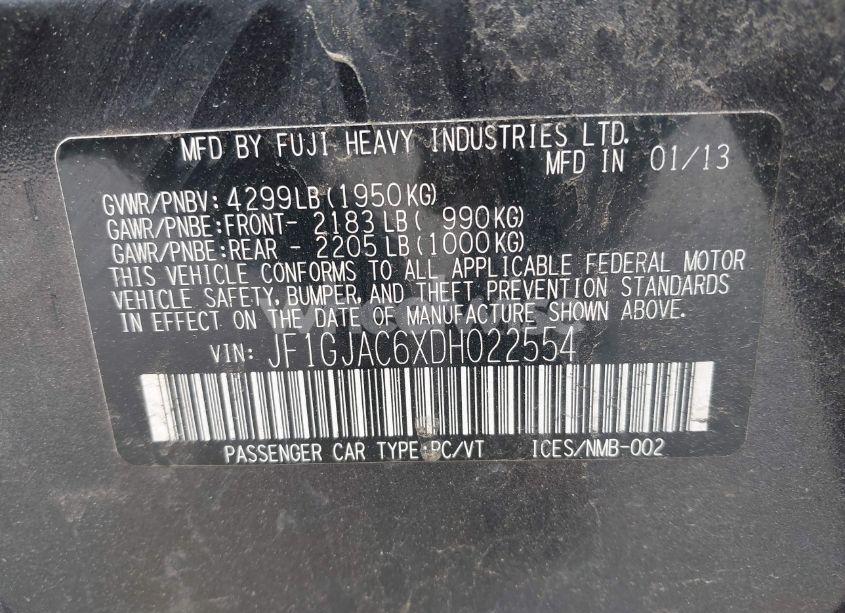 MFD BY FUJI HEAVY INDUSTRIES LTD.
MFD IN 01/13
GVWR/PNBV: 4299LB(1950KG)
GAWR/PNBE:FRONT- 2183LB( 990KG)
GAWR/PNBE:REAR - 2205LB(1000KG)
THIS VEHICLE CONFORMS TO ALL APPLICABLE FEDERAL MOTOR
VEHICLE SAFETY, BUMPER, AND THEFT PREVENTION STANDARDS
IN EFFECT ON THE DATE OF MANUFACTURE SHOWN ABOVE.
VIN: JF1GJAC6XDH022554
PASSENGER CAR TYPE:PC/VT ICES/NMB-002